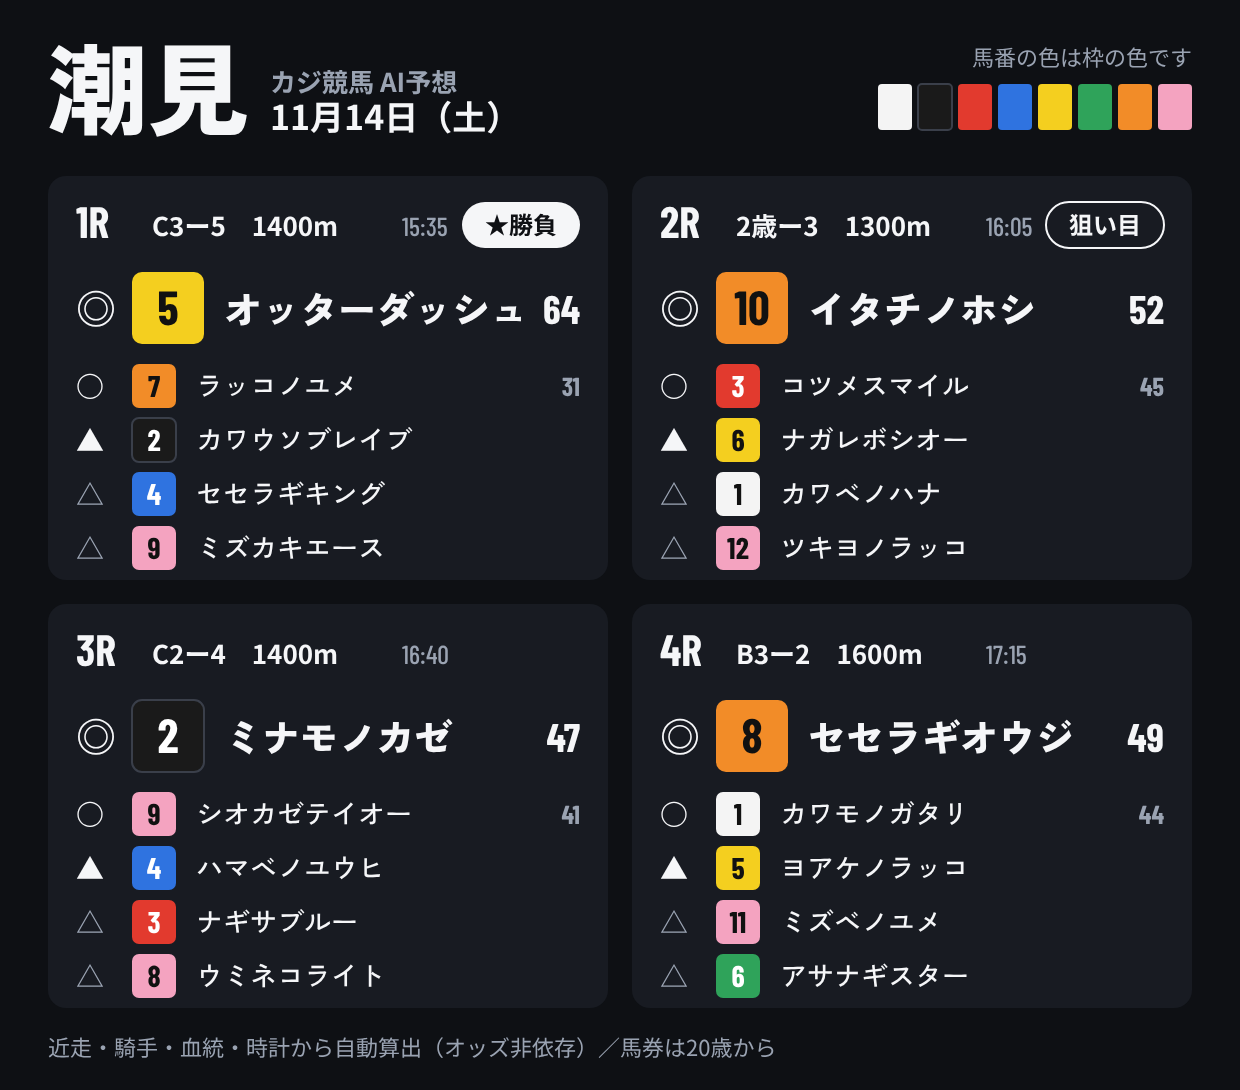 潮見
カジ競馬 AI予想
11月14日（土）
馬番の色は枠の色です
1R C3ー5 1400m 15:35 ★勝負
◎ 5 オッターダッシュ 64
○ 7 ラッコノユメ 31
▲ 2 カワウソブレイブ
△ 4 セセラギキング
△ 9 ミズカキエース
2R 2歳ー3 1300m 16:05 狙い目
◎ 10 イタチノホシ 52
○ 3 コツメスマイル 45
▲ 6 ナガレボシオー
△ 1 カワベノハナ
△ 12 ツキヨノラッコ
3R C2ー4 1400m 16:40
◎ 2 ミナモノカゼ 47
○ 9 シオカゼテイオー 41
▲ 4 ハマベノユウヒ
△ 3 ナギサブルー
△ 8 ウミネコライト
4R B3ー2 1600m 17:15
◎ 8 セセラギオウジ 49
○ 1 カワモノガタリ 44
▲ 5 ヨアケノラッコ
△ 11 ミズベノユメ
△ 6 アサナギスター
近走・騎手・血統・時計から自動算出（オッズ非依存）／馬券は20歳から